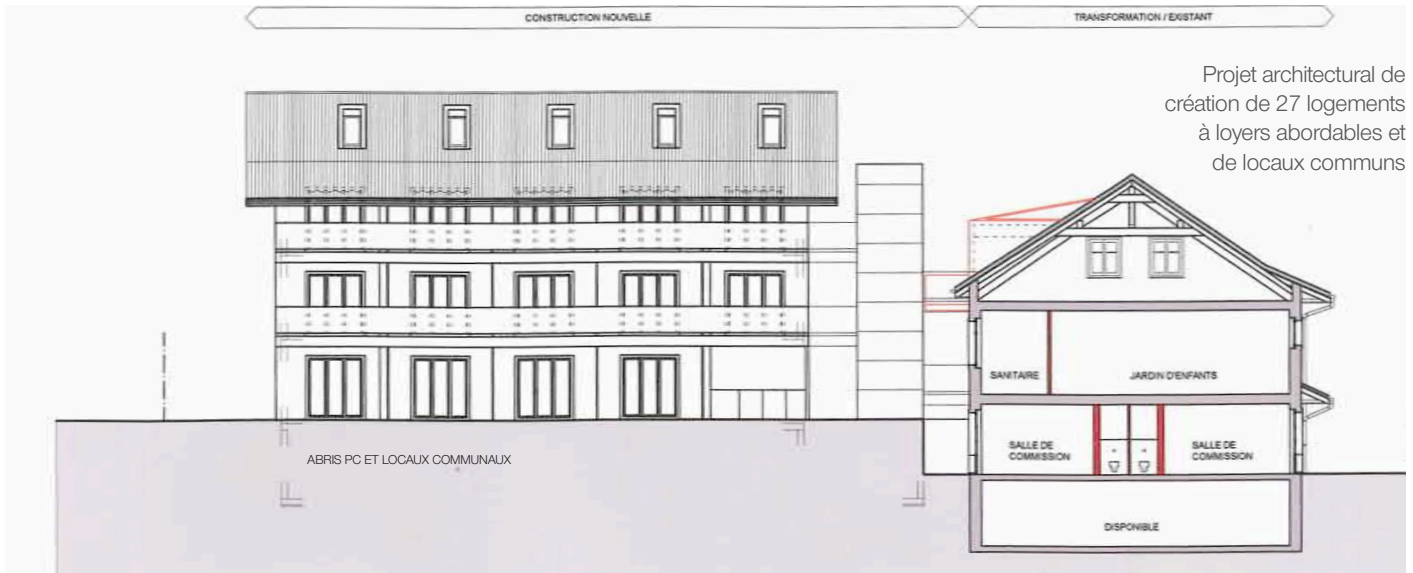 CONSTRUCTION NOUVELLE
TRANSFORMATION / EXISTANT
Projet architectural de
création de 27 logements
à loyers abordables et
de locaux communs
SANITAIRE
JARDIN D'ENFANTS
SALLE DE
COMMISSION
SALLE DE
COMMISSION
ABRIS PC ET LOCAUX COMMUNAUX
DISPONIBLE